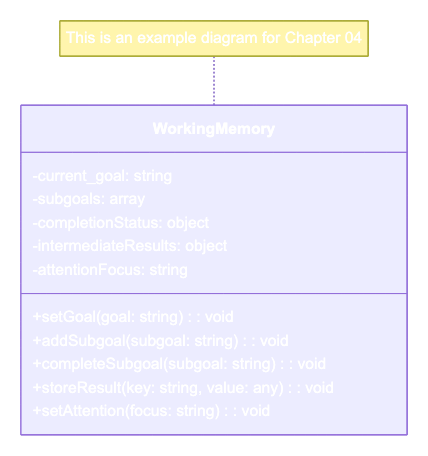 This is an example diagram for Chapter 04
WorkingMemory
-current_goal: string
-subgoals: array
-completionStatus: object
-intermediateResults: object
-attentionFocus: string
+setGoal(goal: string) : : void
+addSubgoal(subgoal: string) : : void
+completeSubgoal(subgoal: string) : : void
+storeResult(key: string, value: any) : : void
+setAttention(focus: string) : : void